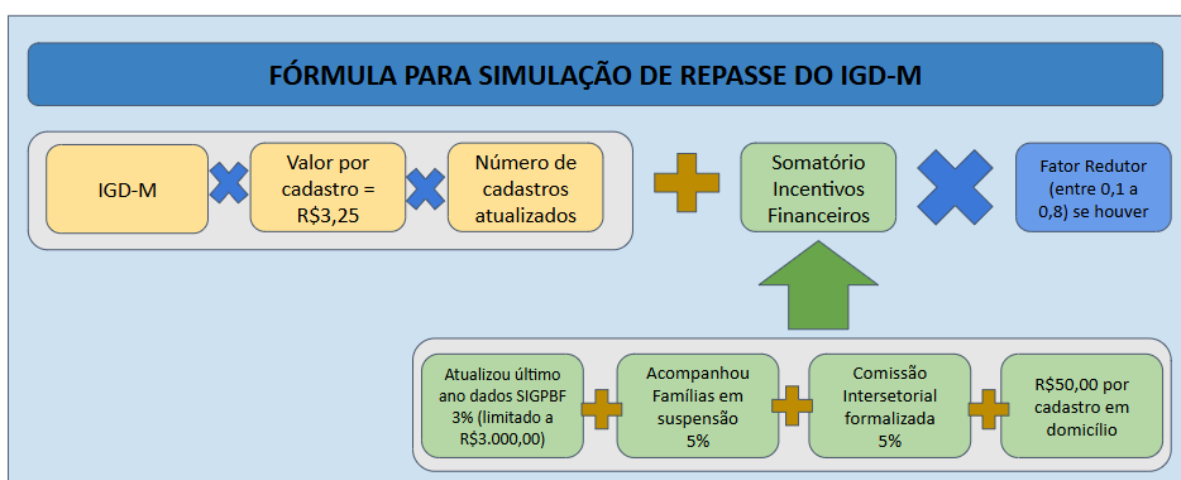 FÓRMULA PARA SIMULAÇÃO DE REPASSE DO IGD-M
IGD-M
Valor por
cadastro =
R$3,25
Número de
cadastros
atualizados
Somatório
Incentivos
Financeiros
Fator Redutor
(entre 0,1 a
0,8) se houver
Atualizou último
ano dados SIGPBF
3% (limitado a
R$3.000,00)
Acompanhou
Famílias em
suspensão
5%
Comissão
Intersetorial
formalizada
5%
R$50,00 por
cadastro em
domicílio